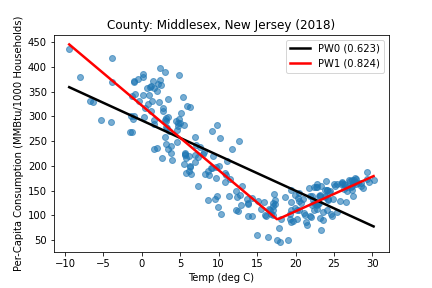 County: Middlesex, New Jersey (2018)
PW0 (0.623)
PW1 (0.824)
Per-Capita Consumption (MMBtu/1000 Households)
450
400
350
300
250
200
150
100
50
−10 −5 0 5 10 15 20 25 30
Temp (deg C)